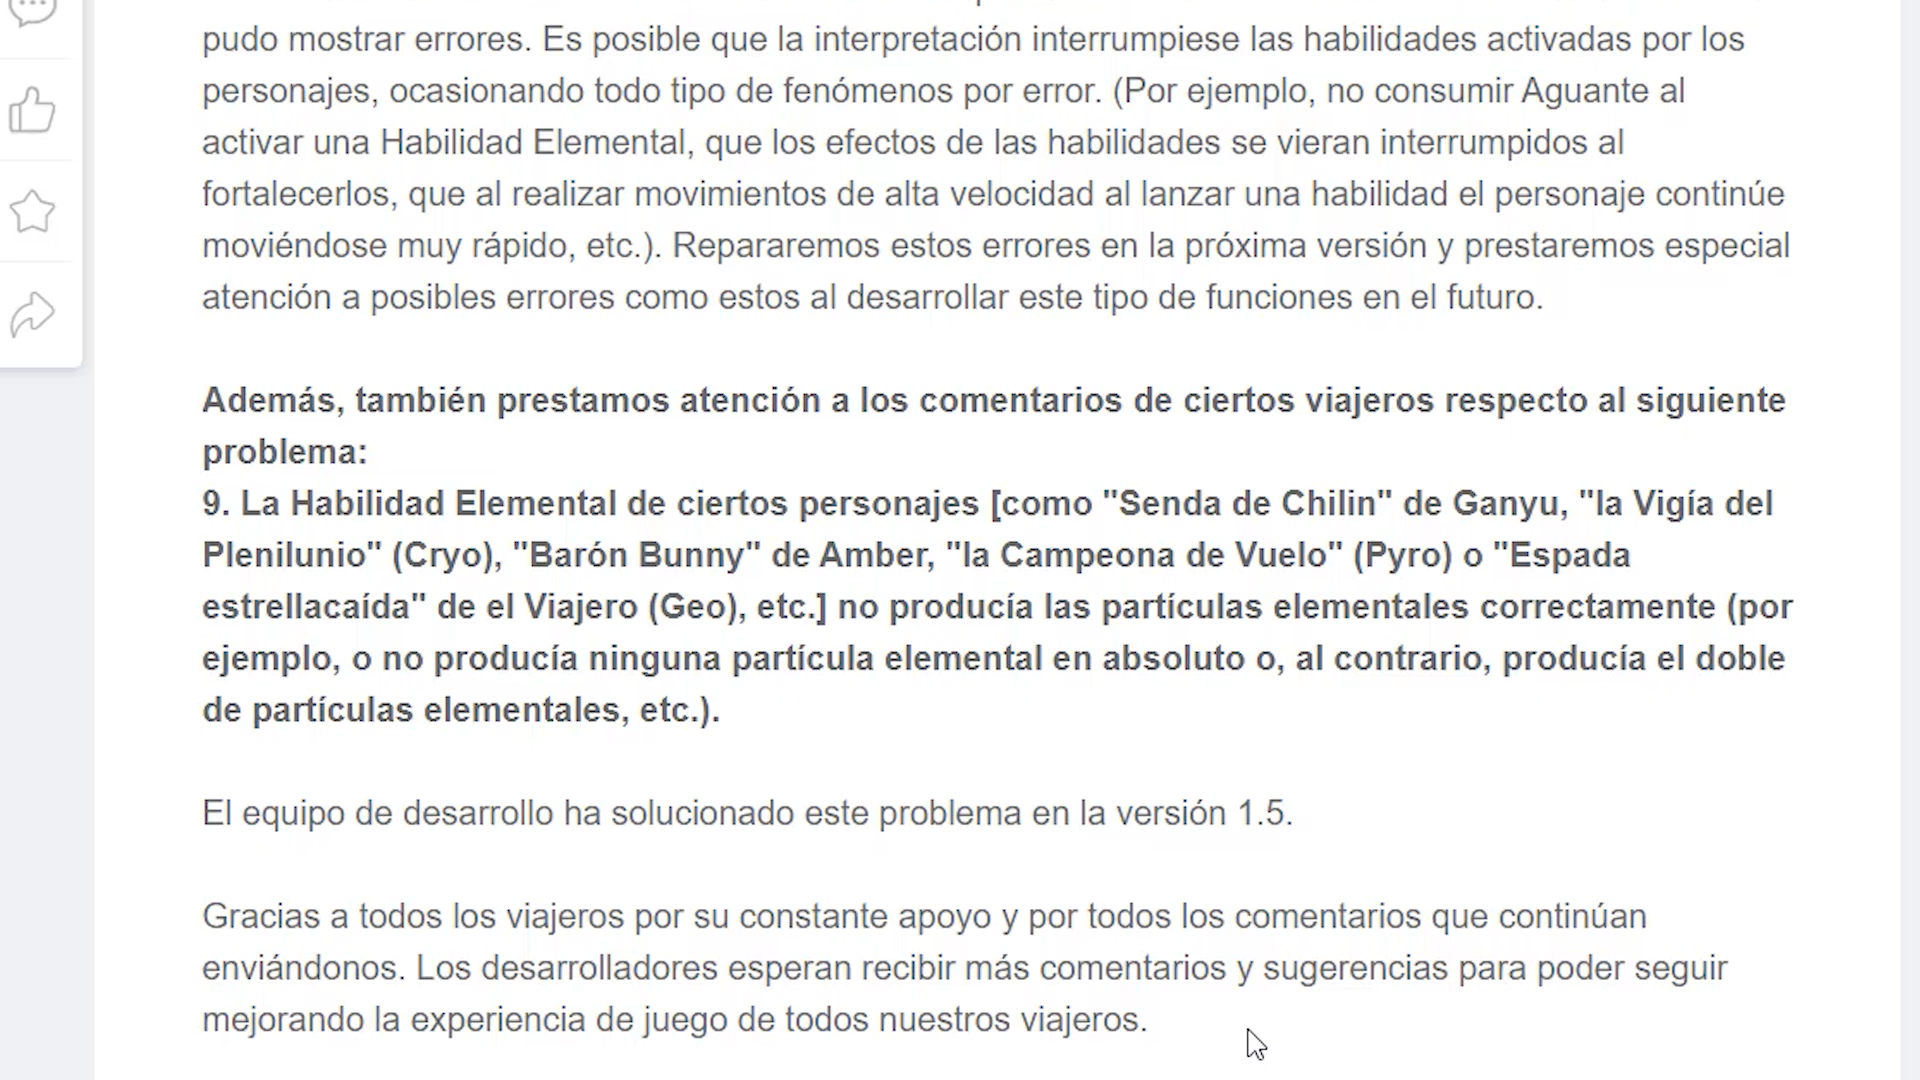 pudo mostrar errores. Es posible que la interpretación interrumpiese las habilidades activadas por los
personajes, ocasionando todo tipo de fenómenos por error. (Por ejemplo, no consumir Aguante al
activar una Habilidad Elemental, que los efectos de las habilidades se vieran interrumpidos al
fortalecerlos, que al realizar movimientos de alta velocidad al lanzar una habilidad el personaje continúe
moviéndose muy rápido, etc.). Repararemos estos errores en la próxima versión y prestaremos especial
atención a posibles errores como estos al desarrollar este tipo de funciones en el futuro.
Además, también prestamos atención a los comentarios de ciertos viajeros respecto al siguiente
problema:
9. La Habilidad Elemental de ciertos personajes [como "Senda de Chilin" de Ganyu, "la Vigía del
Plenilunio" (Cryo), "Barón Bunny" de Amber, "la Campeona de Vuelo" (Pyro) o "Espada
estrellacaída" de el Viajero (Geo), etc.] no producía las partículas elementales correctamente (por
ejemplo, o no producía ninguna partícula elemental en absoluto o, al contrario, producía el doble
de partículas elementales, etc.).
El equipo de desarrollo ha solucionado este problema en la versión 1.5.
Gracias a todos los viajeros por su constante apoyo y por todos los comentarios que continúan
enviándonos. Los desarrolladores esperan recibir más comentarios y sugerencias para poder seguir
mejorando la experiencia de juego de todos nuestros viajeros.